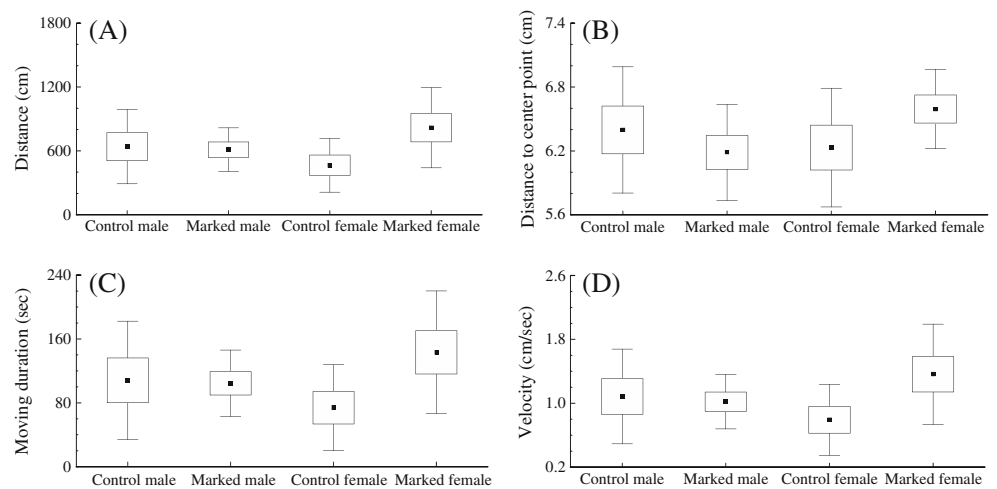 (A)
Distance (cm)
1800
1200
600
0
Control male Marked male Control female Marked female
(B)
Distance to center point (cm)
7.4
6.8
6.2
5.6
Control male Marked male Control female Marked female
(C)
Moving duration (sec)
240
160
80
0
Control male Marked male Control female Marked female
(D)
Velocity (cm/sec)
2.6
1.0
0.2
Control male Marked male Control female Marked female